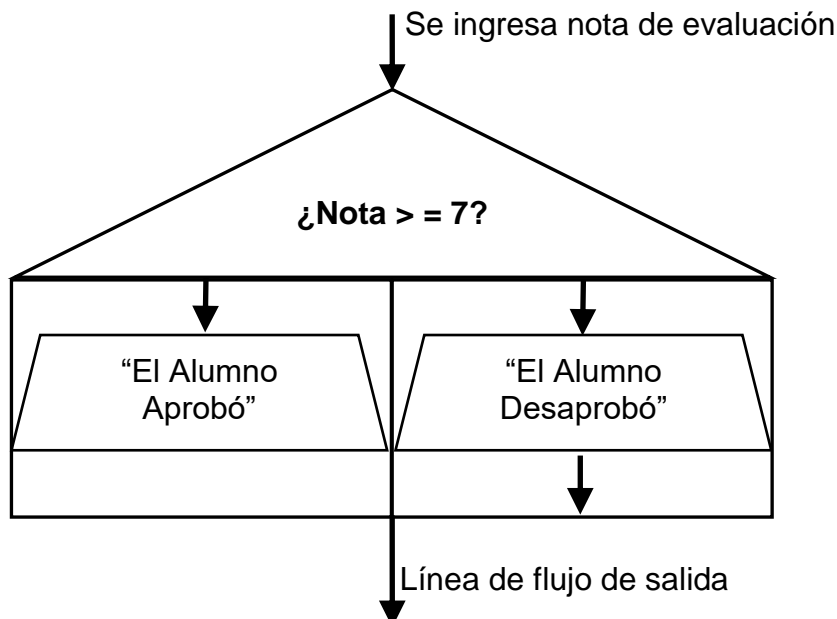 Se ingresa nota de evaluación
¿Nota > = 7?
“El Alumno
Aprobó”
“El Alumno
Desaprobó”
Línea de flujo de salida